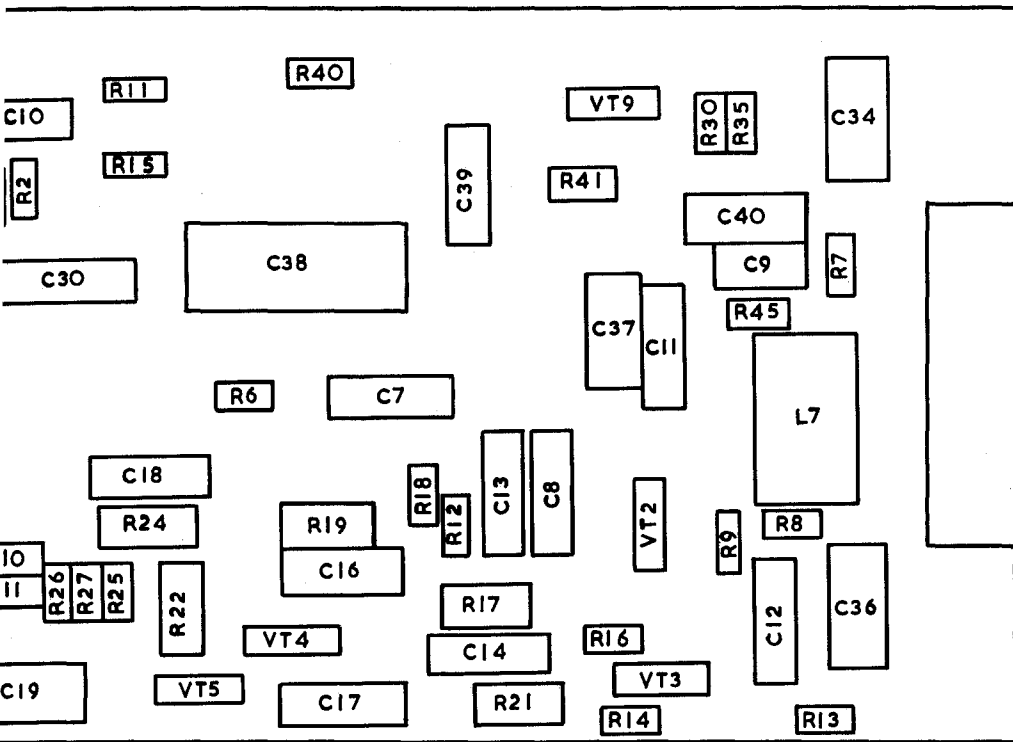 R40
R11
C10
VT9
R30
R35
C34
R15
R2
C39
R41
C40
C38
C9
R7
C30
R45
C37
C11
R6
C7
L7
C18
R18
C13
C8
R24
R19
R12
VT2
R9
R8
10
C16
11
R26
R27
R25
R22
R17
C12
C36
VT4
R16
C14
C19
VT5
C17
R21
VT3
R14
R13